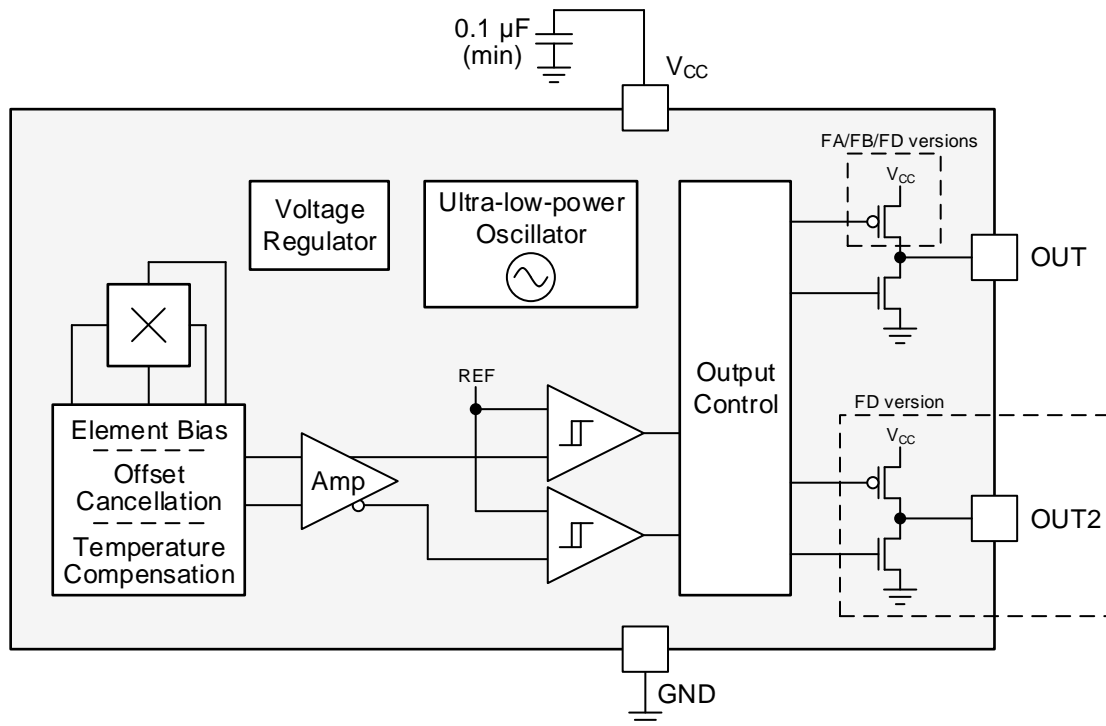 0.1 µF
(min)
VCC
FA/FB/FD versions
VCC
Voltage
Regulator
Ultra-low-power
Oscillator
OUT
REF
Output
Control
Element Bias
Offset
Cancellation
Temperature
Compensation
Amp
FD version
VCC
OUT2
GND